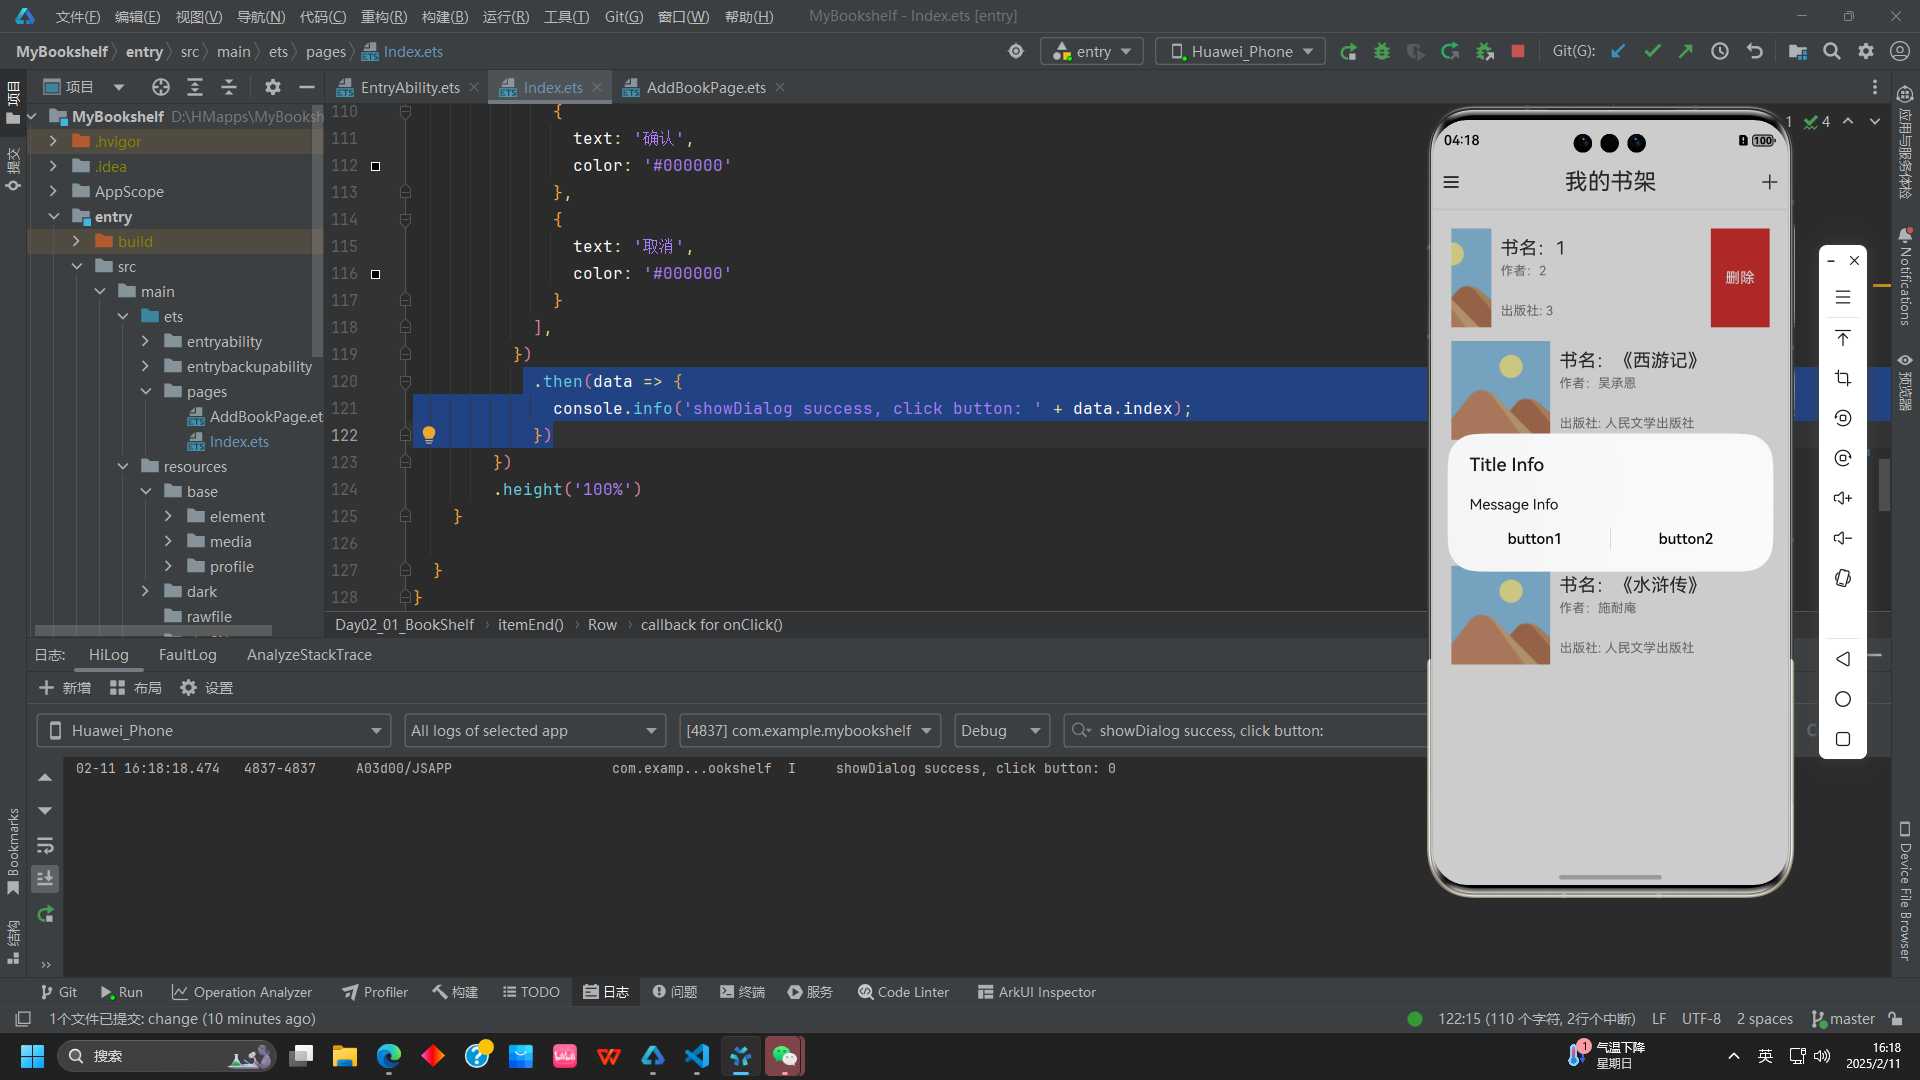 文件(F) 编辑(E) 视图(V) 导航(N) 代码(C) 重构(R) 构建(B) 运行(R) 工具(T) Git(G) 窗口(W) 帮助(H) MyBookshelf - Index.ets [entry]
MyBookshelf entry src main ets pages Index.ets
entry Huawei_Phone Git(G):
项目
EntryAbility.ets Index.ets AddBookPage.ets
项目
提交
Bookmarks
结构
MyBookshelf D:\HMapps\MyBooksh
.hvigor
.idea
AppScope
entry
build
src
main
ets
entryability
entrybackupability
pages
AddBookPage.et
Index.ets
resources
base
element
media
profile
dark
rawfile
110 {
111 text: '确认',
112 color: '#000000'
113 },
114 {
115 text: '取消',
116 color: '#000000'
117 }
118 ],
119 })
120 .then(data => {
121 console.info('showDialog success, click button: ' + data.index);
122 })
123 })
124 .height('100%')
125 }
126
127 }
128 }
Day02_01_BookShelf itemEnd() Row callback for onClick()
1 4
04:18 100
我的书架
书名：1
作者：2
出版社: 3
删除
书名：《西游记》
作者：吴承恩
出版社: 人民文学出版社
Title Info
Message Info
button1 button2
书名：《水浒传》
作者：施耐庵
出版社: 人民文学出版社
应用与服务体检
Notifications
预览器
Device File Browser
日志: HiLog FaultLog AnalyzeStackTrace
新增 布局 设置
Huawei_Phone All logs of selected app [4837] com.example.mybookshelf Debug showDialog success, click button:
02-11 16:18:18.474 4837-4837 A03d00/JSAPP com.examp...ookshelf I showDialog success, click button: 0
Git Run Operation Analyzer Profiler 构建 TODO 日志 问题 终端 服务 Code Linter ArkUI Inspector
1个文件已提交: change (10 minutes ago)
122:15 (110 个字符, 2行个中断) LF UTF-8 2 spaces master
搜索
1 气温下降
星期日
英
16:18
2025/2/11